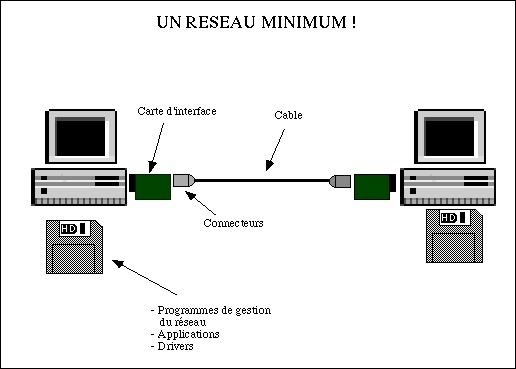 UN RESEAU MINIMUM !
Carte d'interface
Cable
Connecteurs
HD
HD
- Programmes de gestion
du réseau
- Applications
- Drivers